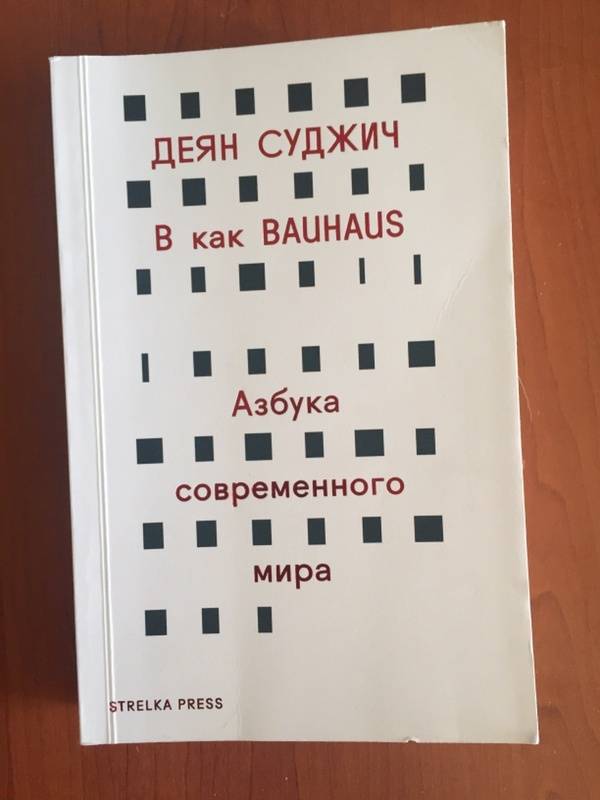 ДЕЯН СУДЖИЧ
B как BAUHAUS
Азбука
современного
мира
STRELKA PRESS